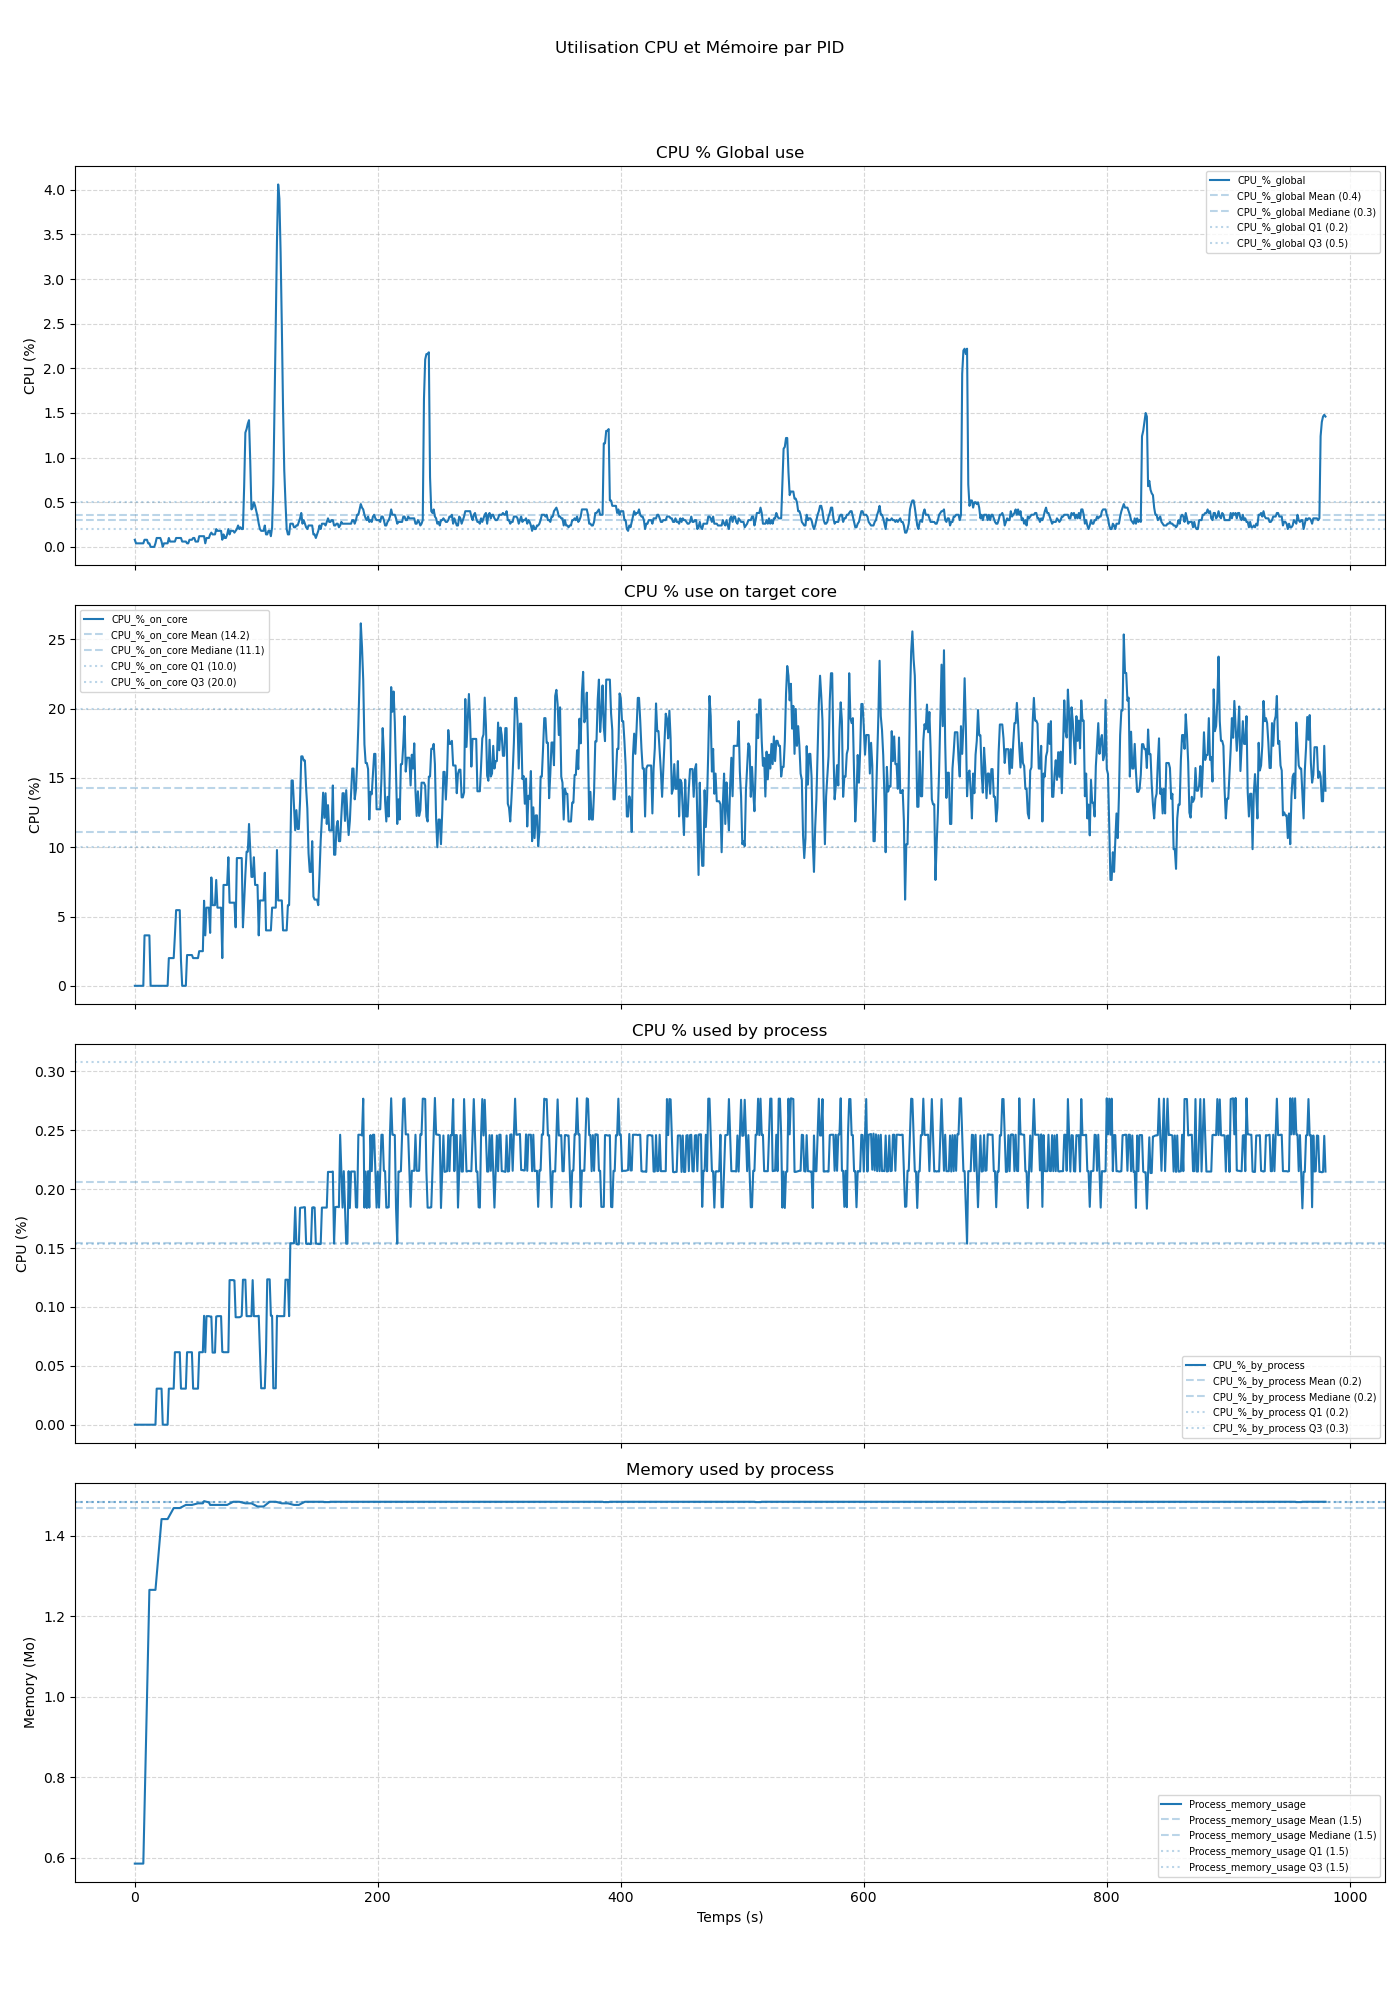 Utilisation CPU et Mémoire par PID
CPU % Global use
CPU (%)
4.0
3.5
3.0
2.5
2.0
1.5
1.0
0.5
0.0
CPU_%_global
CPU_%_global Mean (0.4)
CPU_%_global Mediane (0.3)
CPU_%_global Q1 (0.2)
CPU_%_global Q3 (0.5)
CPU % use on target core
CPU (%)
25
20
15
10
5
0
CPU_%_on_core
CPU_%_on_core Mean (14.2)
CPU_%_on_core Mediane (11.1)
CPU_%_on_core Q1 (10.0)
CPU_%_on_core Q3 (20.0)
CPU % used by process
CPU (%)
0.30
0.25
0.20
0.15
0.10
0.05
0.00
CPU_%_by_process
CPU_%_by_process Mean (0.2)
CPU_%_by_process Mediane (0.2)
CPU_%_by_process Q1 (0.2)
CPU_%_by_process Q3 (0.3)
Memory used by process
Memory (Mo)
1.4
1.2
1.0
0.8
0.6
Process_memory_usage
Process_memory_usage Mean (1.5)
Process_memory_usage Mediane (1.5)
Process_memory_usage Q1 (1.5)
Process_memory_usage Q3 (1.5)
0 200 400 600 800 1000
Temps (s)